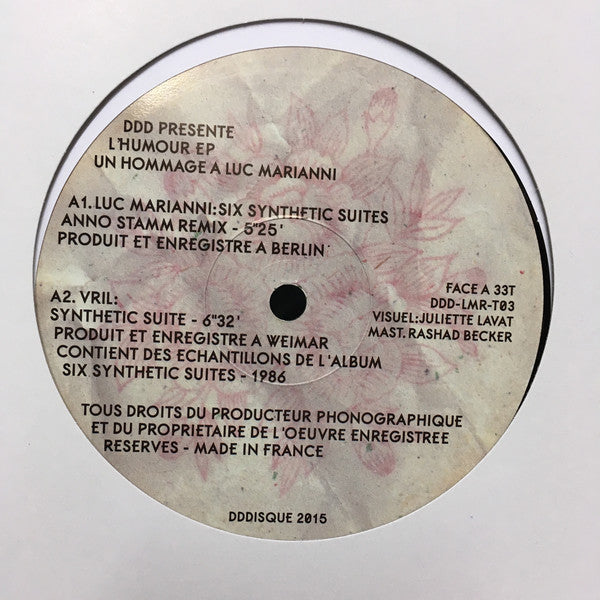 DDD PRESENTE
L'HUMOUR EP
UN HOMMAGE A LUC MARIANNI
A1. LUC MARIANNI: SIX SYNTHETIC SUITES
ANNO STAMM REMIX - 5"25'
PRODUIT ET ENREGISTRE A BERLIN
A2. VRIL:
SYNTHETIC SUITE - 6"32'
PRODUIT ET ENREGISTRE A WEIMAR
CONTIENT DES ECHANTILLONS DE L'ALBUM
SIX SYNTHETIC SUITES - 1986
FACE A 33T
DDD-LMR-T03
VISUEL: JULIETTE LAVAT
MAST. RASHAD BECKER
TOUS DROITS DU PRODUCTEUR PHONOGRAPHIQUE
ET DU PROPRIETAIRE DE L'OEUVRE ENREGISTREE
RESERVES - MADE IN FRANCE
DDDISQUE 2015